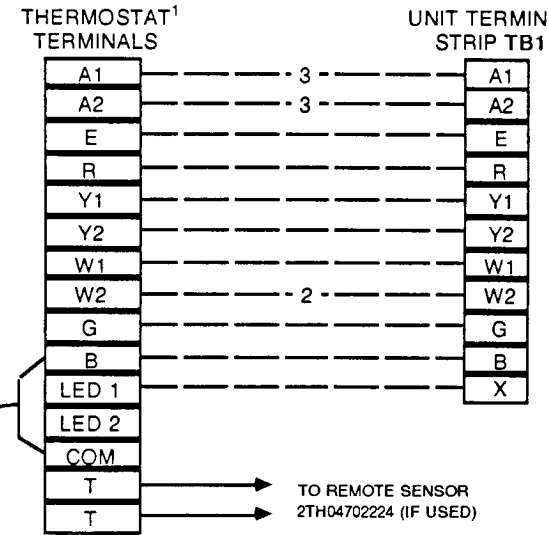 THERMOSTAT¹
TERMINALS
UNIT TERMIN
STRIP TB1
A1 3 A1
A2 3 A2
E E
R R
Y1 Y1
Y2 Y2
W1 W1
W2 2 W2
G G
B B
LED 1 X
LED 2
COM
T
T
TO REMOTE SENSOR
2TH04702224 (IF USED)